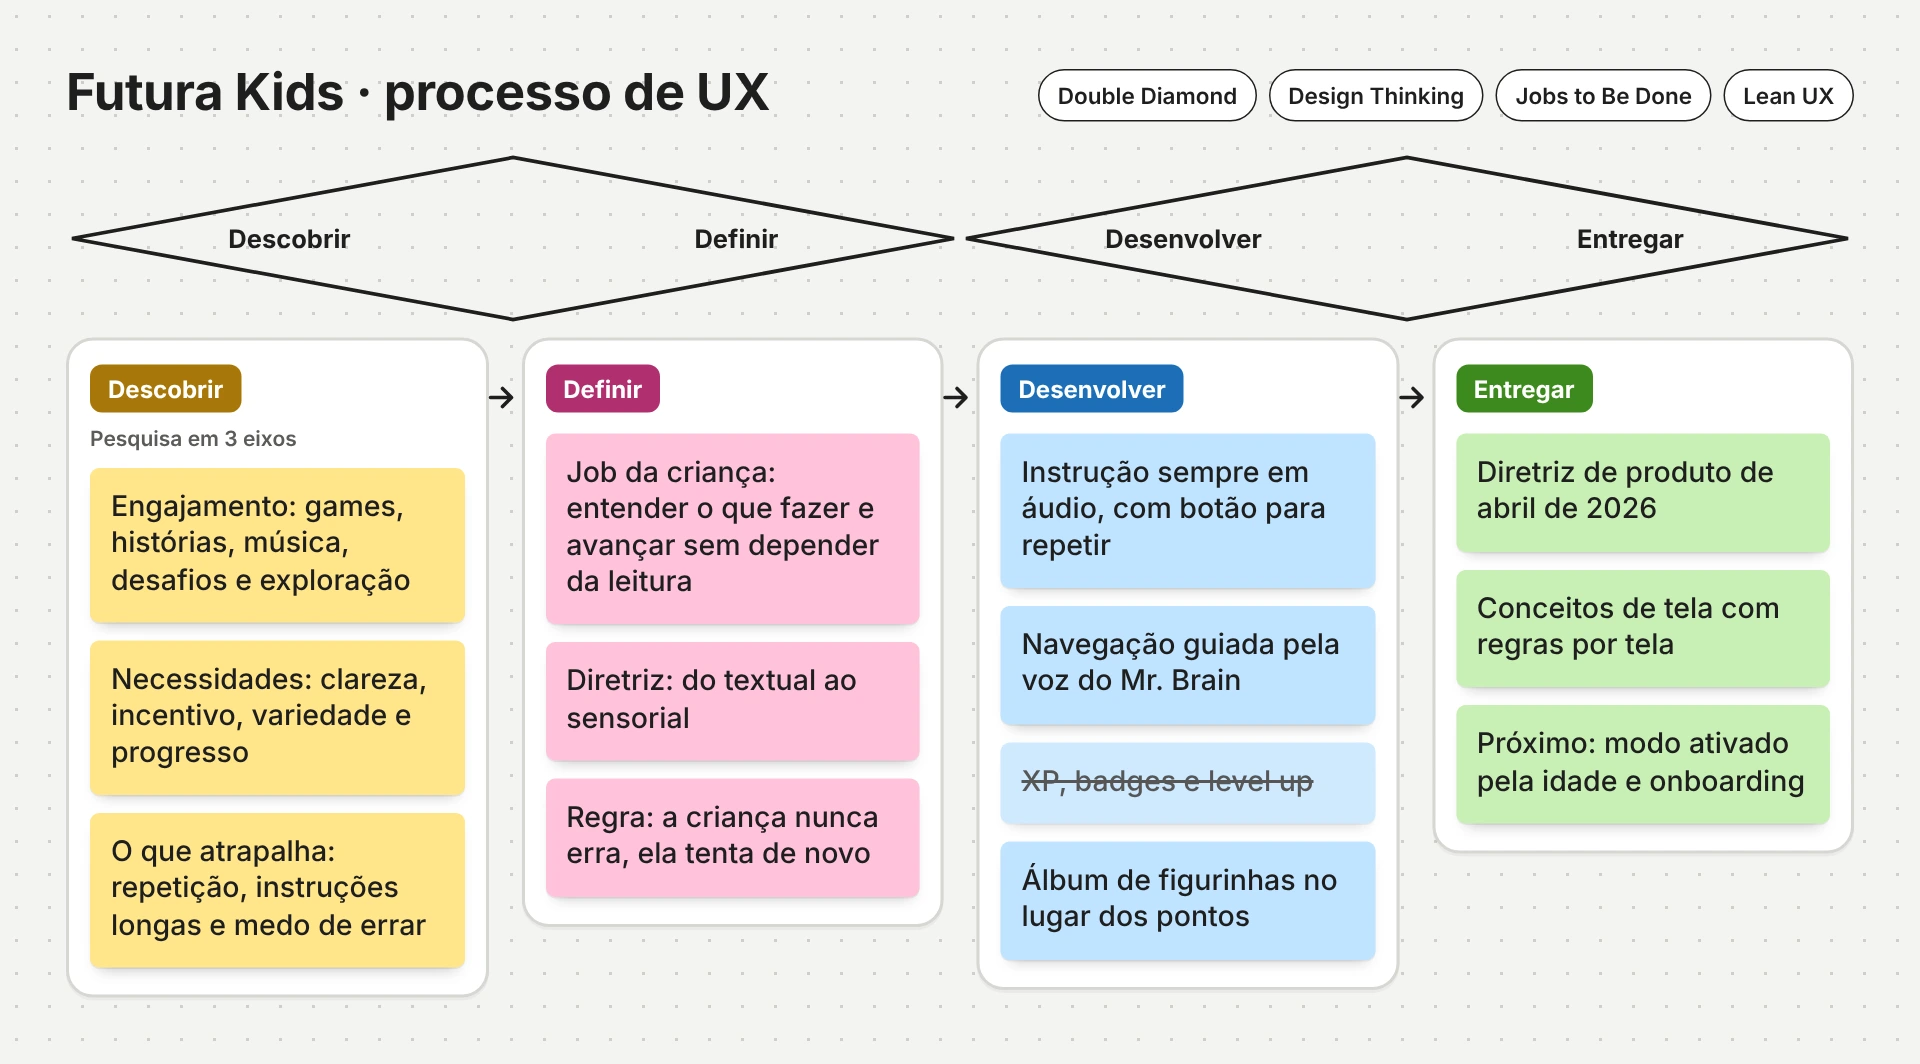 Futura Kids · processo de UX
Double Diamond
Design Thinking
Jobs to Be Done
Lean UX
Descobrir
Definir
Desenvolver
Entregar
Descobrir
Pesquisa em 3 eixos
Engajamento: games,
histórias, música,
desafios e exploração
Necessidades: clareza,
incentivo, variedade e
progresso
O que atrapalha:
repetição, instruções
longas e medo de errar
Definir
Job da criança:
entender o que fazer e
avançar sem depender
da leitura
Diretriz: do textual ao
sensorial
Regra: a criança nunca
erra, ela tenta de novo
Desenvolver
Instrução sempre em
áudio, com botão para
repetir
Navegação guiada pela
voz do Mr. Brain
XP, badges e level up
Álbum de figurinhas no
lugar dos pontos
Entregar
Diretriz de produto de
abril de 2026
Conceitos de tela com
regras por tela
Próximo: modo ativado
pela idade e onboarding